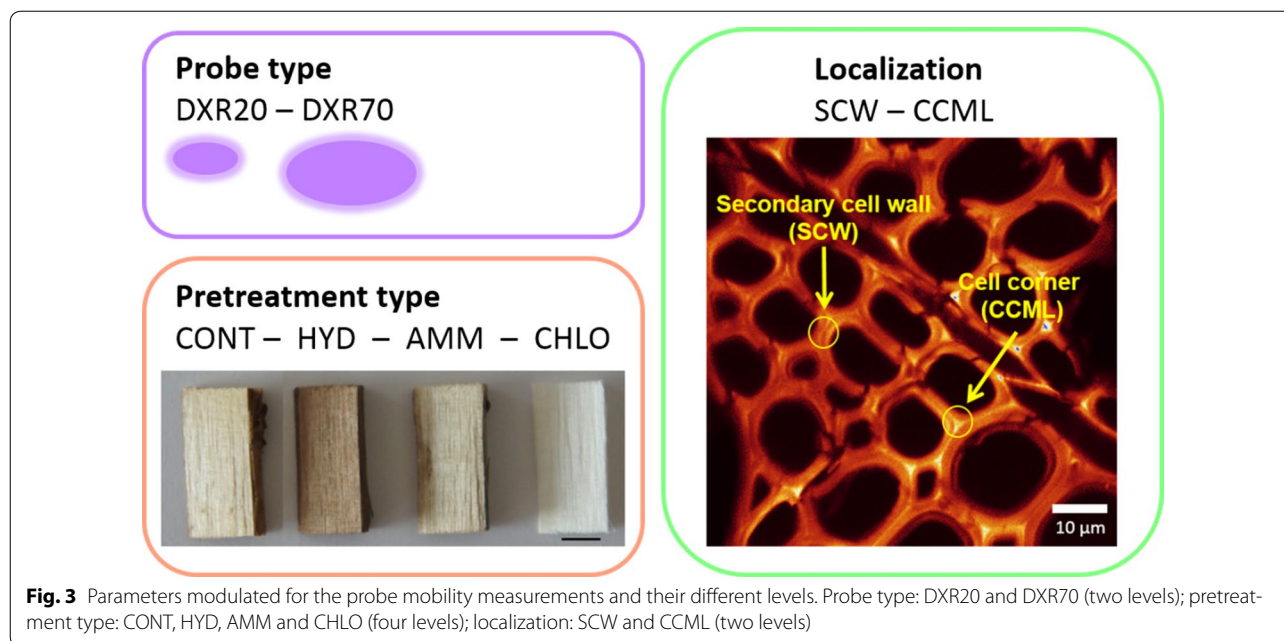 Probe type
DXR20 – DXR70
Pretreatment type
CONT – HYD – AMM – CHLO
Localization
SCW – CCML
Secondary cell wall
(SCW)
Cell corner
(CCML)
10 µm
Fig. 3 Parameters modulated for the probe mobility measurements and their different levels. Probe type: DXR20 and DXR70 (two levels); pretreat-
ment type: CONT, HYD, AMM and CHLO (four levels); localization: SCW and CCML (two levels)